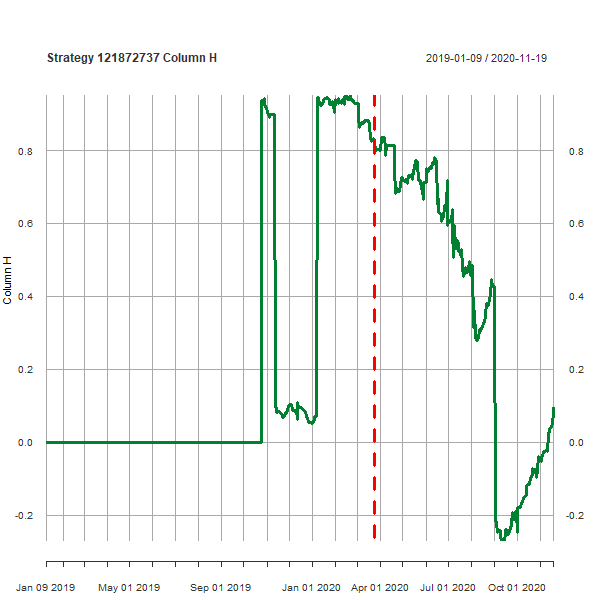 Strategy 121872737 Column H
2019-01-09 / 2020-11-19
0.8
0.8
0.6
0.6
0.4
0.4
0.2
0.2
0.0
0.0
-0.2
-0.2
Column H
Jan 09 2019
May 01 2019
Sep 01 2019
Jan 01 2020
Apr 01 2020
Jul 01 2020
Oct 01 2020